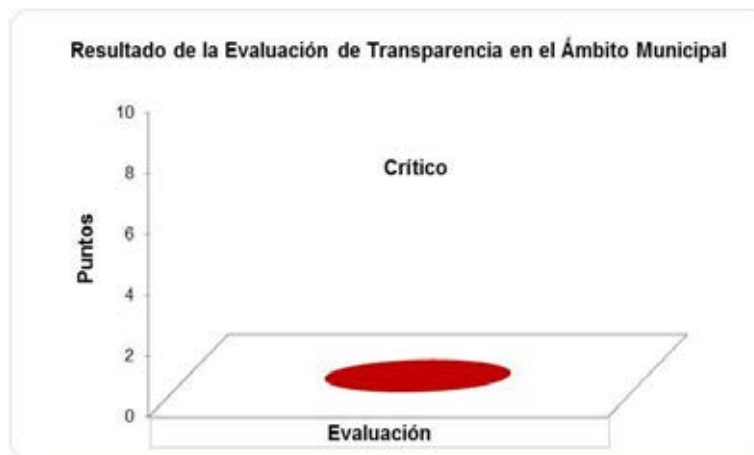 Resultado de la Evaluación de Transparencia en el Ámbito Municipal
10
Crítico
8
6
Puntos
4
2
0
Evaluación